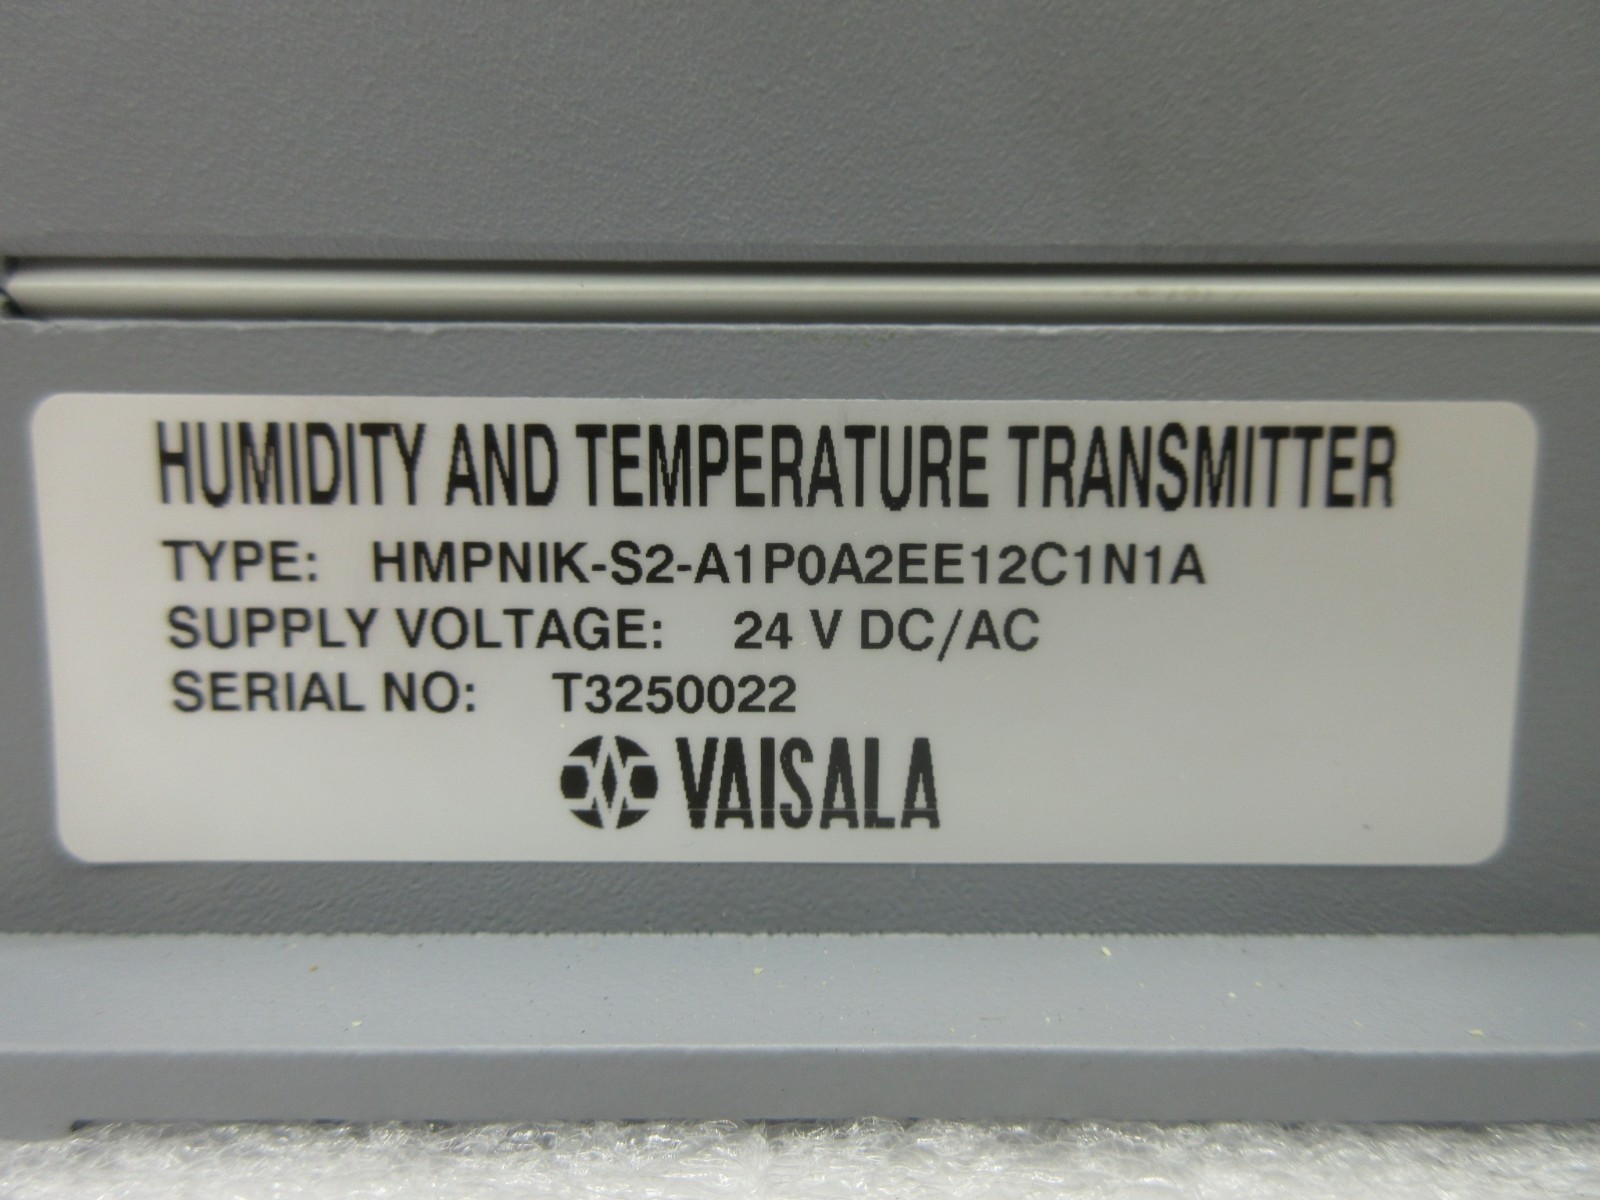 HUMIDITY AND TEMPERATURE TRANSMITTER
TYPE: HMPNIK-S2-A1P0A2EE12C1N1A
SUPPLY VOLTAGE: 24 V DC/AC
SERIAL NO: T3250022
VAISALA